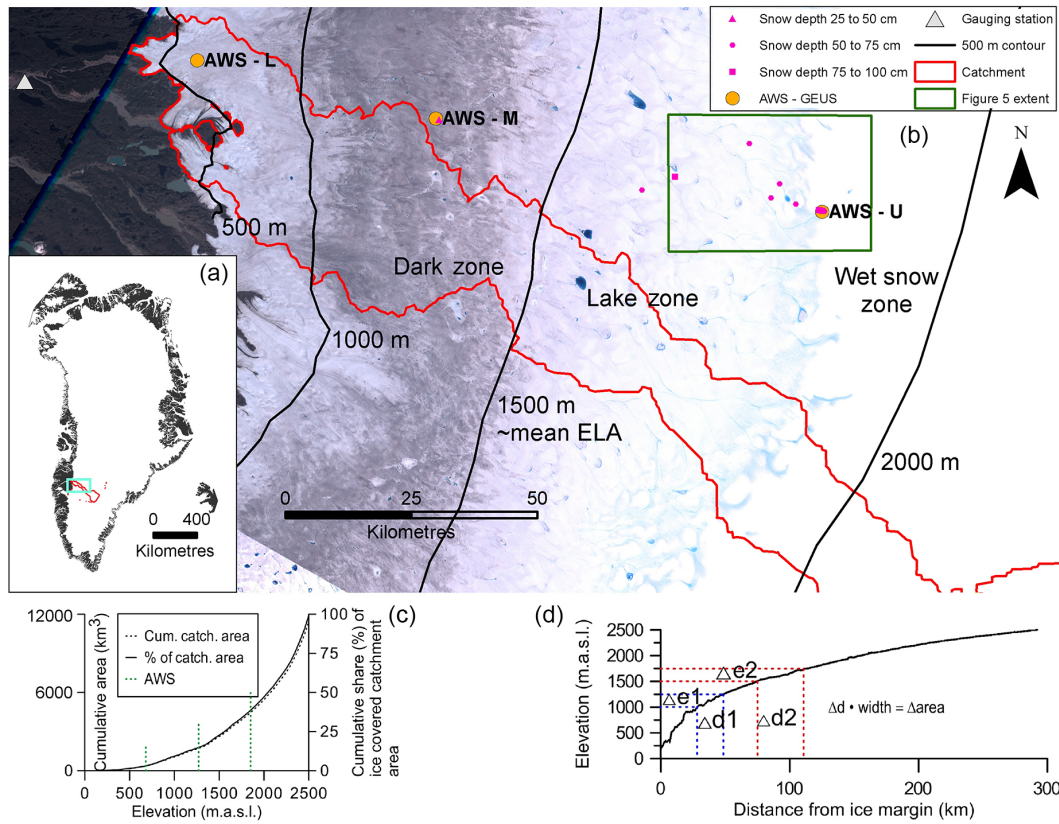 Snow depth 25 to 50 cm
Snow depth 50 to 75 cm
Snow depth 75 to 100 cm
AWS - GEUS
Gauging station
500 m contour
Catchment
Figure 5 extent
(b)
N
AWS - L
AWS - M
AWS - U
500 m
1000 m
1500 m
~mean ELA
2000 m
Dark zone
Lake zone
Wet snow
zone
0 25 50
Kilometres
(a)
0 400
Kilometres
(c)
Cumulative area (km³)
12000
6000
0
Cum. catch. area
% of catch. area
AWS
100
75
50
25
0
Cumulative share (%) of
ice covered catchment
area
0 500 1000 1500 2000 2500
Elevation (m.a.s.l.)
(d)
Elevation (m.a.s.l.)
2500
2000
1750
1500
1250
1000
750
500
250
0
△e2
△e1
△d1
△d2
Δd • width = Δarea
0 100 200 300
Distance from ice margin (km)